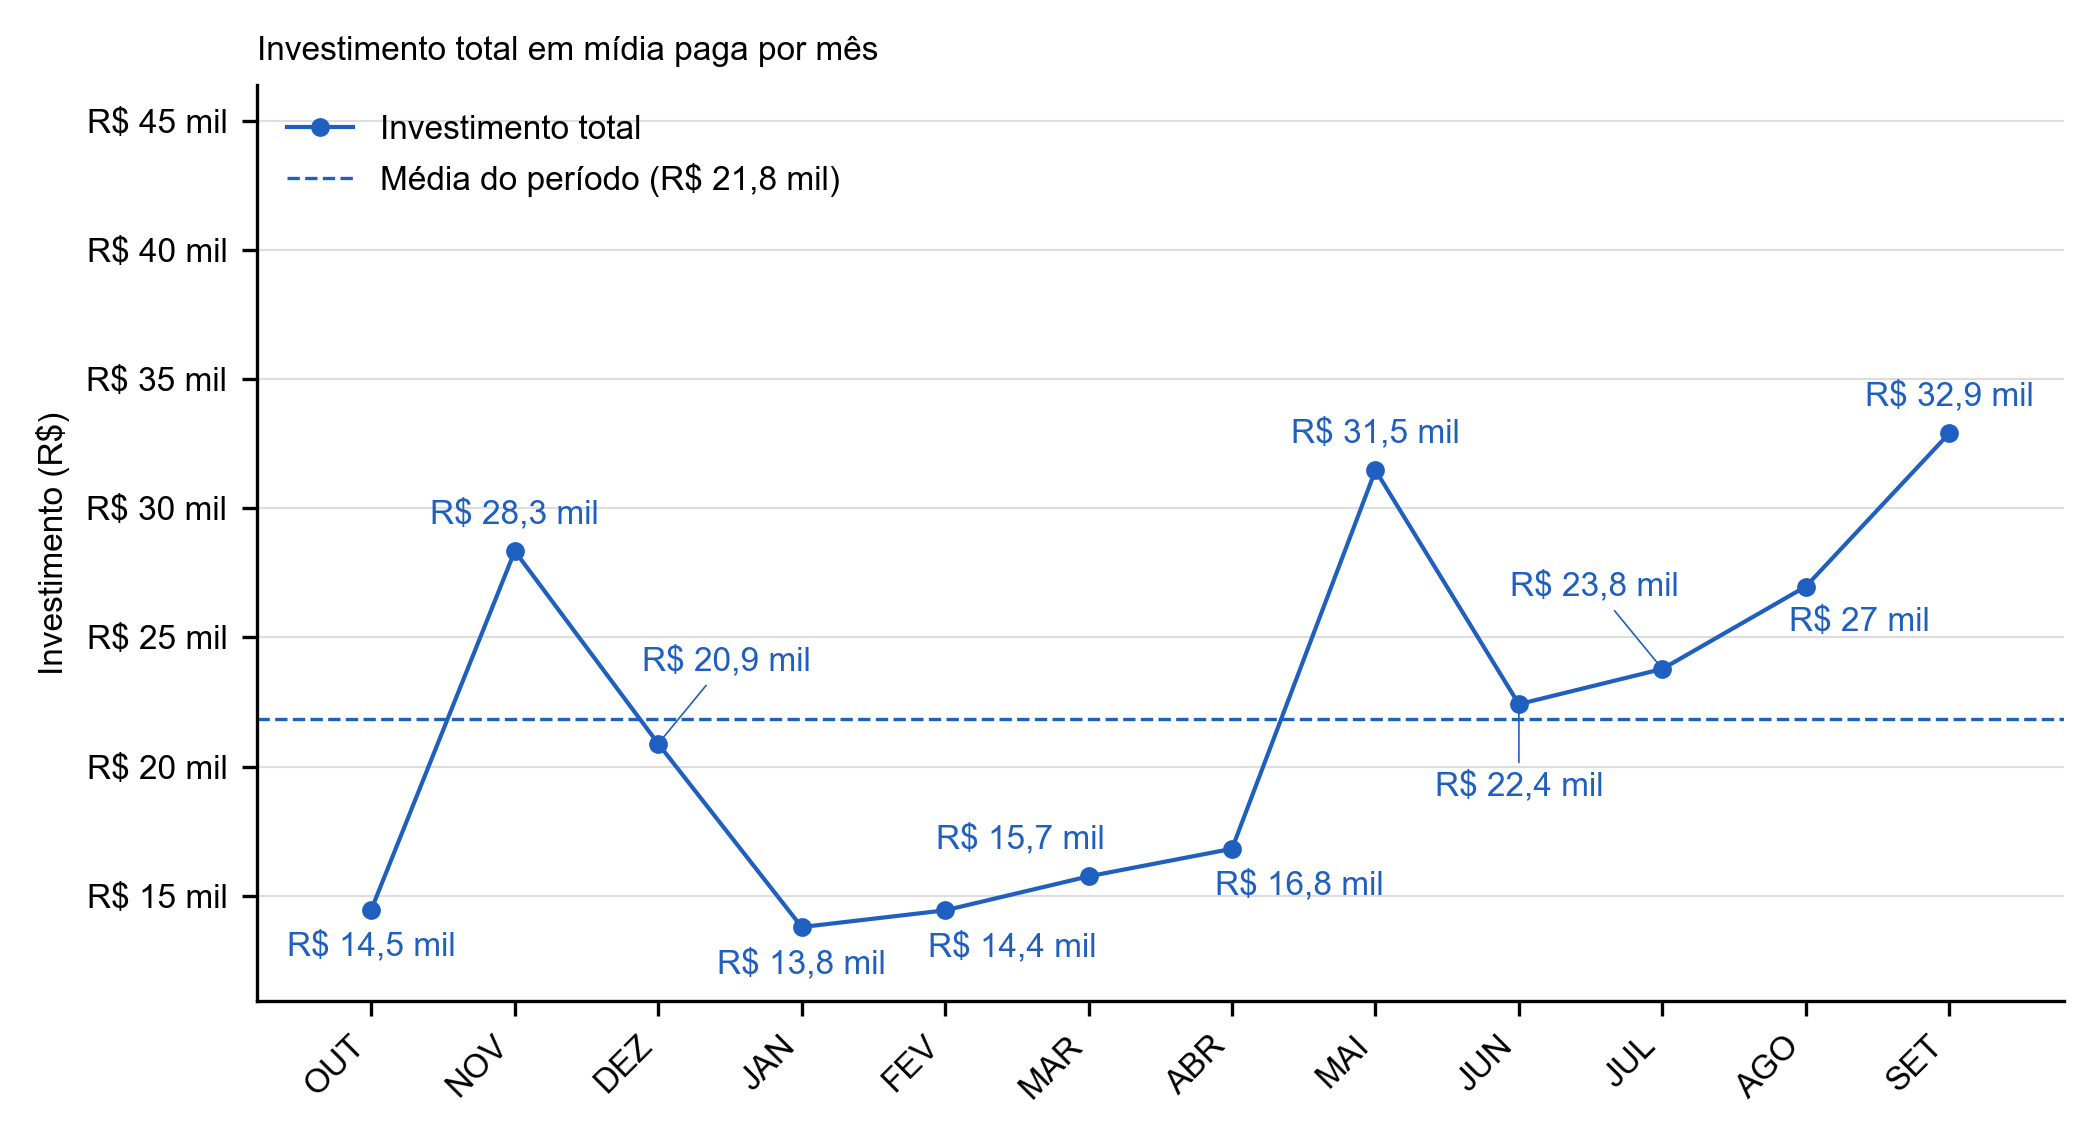 Investimento total em mídia paga por mês
Investimento total
Média do período (R$ 21,8 mil)
Investimento (R$)
R$ 45 mil
R$ 40 mil
R$ 35 mil
R$ 30 mil
R$ 25 mil
R$ 20 mil
R$ 15 mil
R$ 14,5 mil
R$ 28,3 mil
R$ 20,9 mil
R$ 13,8 mil
R$ 14,4 mil
R$ 15,7 mil
R$ 16,8 mil
R$ 31,5 mil
R$ 22,4 mil
R$ 23,8 mil
R$ 27 mil
R$ 32,9 mil
OUT
NOV
DEZ
JAN
FEV
MAR
ABR
MAI
JUN
JUL
AGO
SET